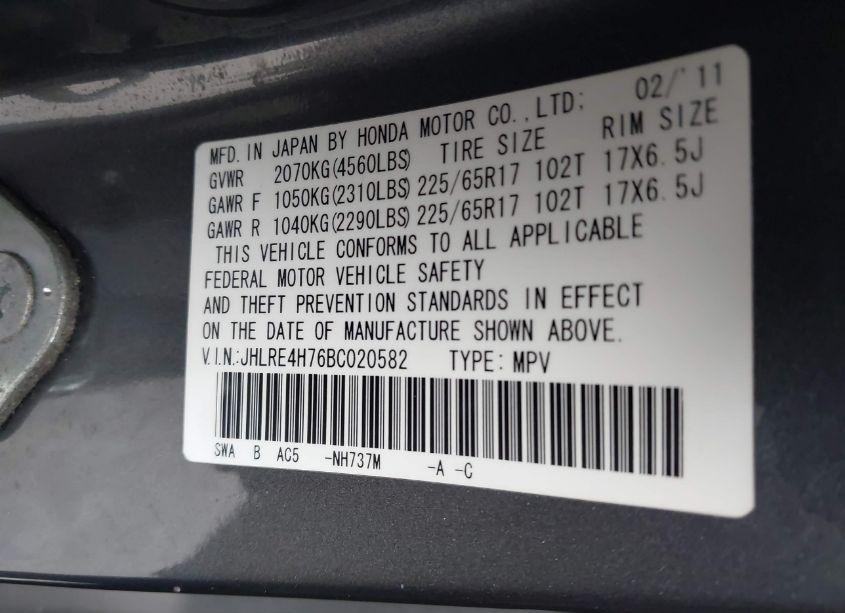 02/'11
MFD. IN JAPAN BY HONDA MOTOR CO.,LTD;
GVWR 2070KG(4560LBS) TIRE SIZE RIM SIZE
GAWR F 1050KG(2310LBS) 225/65R17 102T 17X6.5J
GAWR R 1040KG(2290LBS) 225/65R17 102T 17X6.5J
THIS VEHICLE CONFORMS TO ALL APPLICABLE
FEDERAL MOTOR VEHICLE SAFETY
AND THEFT PREVENTION STANDARDS IN EFFECT
ON THE DATE OF MANUFACTURE SHOWN ABOVE.
V.I.N.:JHLRE4H76BC020582 TYPE: MPV
SWA B AC5 -NH737M -A -C